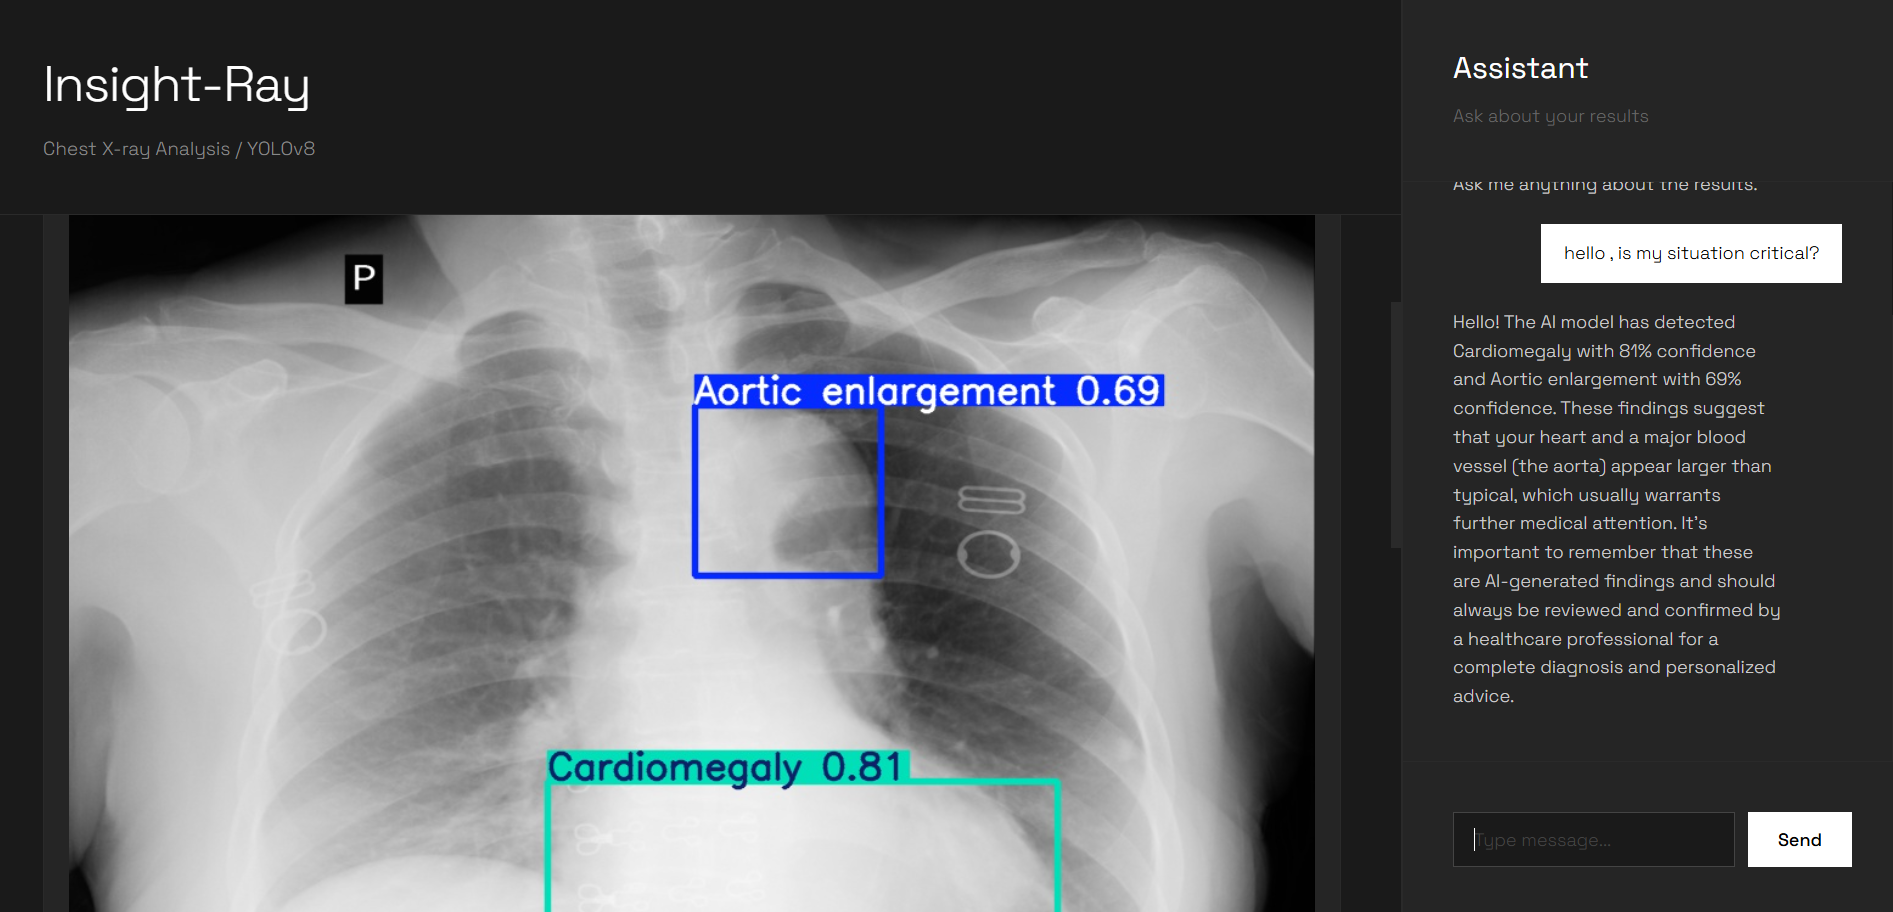 Insight-Ray
Chest X-ray Analysis / YOLOv8
P
Aortic enlargement 0.69
Cardiomegaly 0.81
Assistant
Ask about your results
Ask me anything about the results.
hello , is my situation critical?
Hello! The AI model has detected
Cardiomegaly with 81% confidence
and Aortic enlargement with 69%
confidence. These findings suggest
that your heart and a major blood
vessel (the aorta) appear larger than
typical, which usually warrants
further medical attention. It's
important to remember that these
are AI-generated findings and should
always be reviewed and confirmed by
a healthcare professional for a
complete diagnosis and personalized
advice.
Type message...
Send